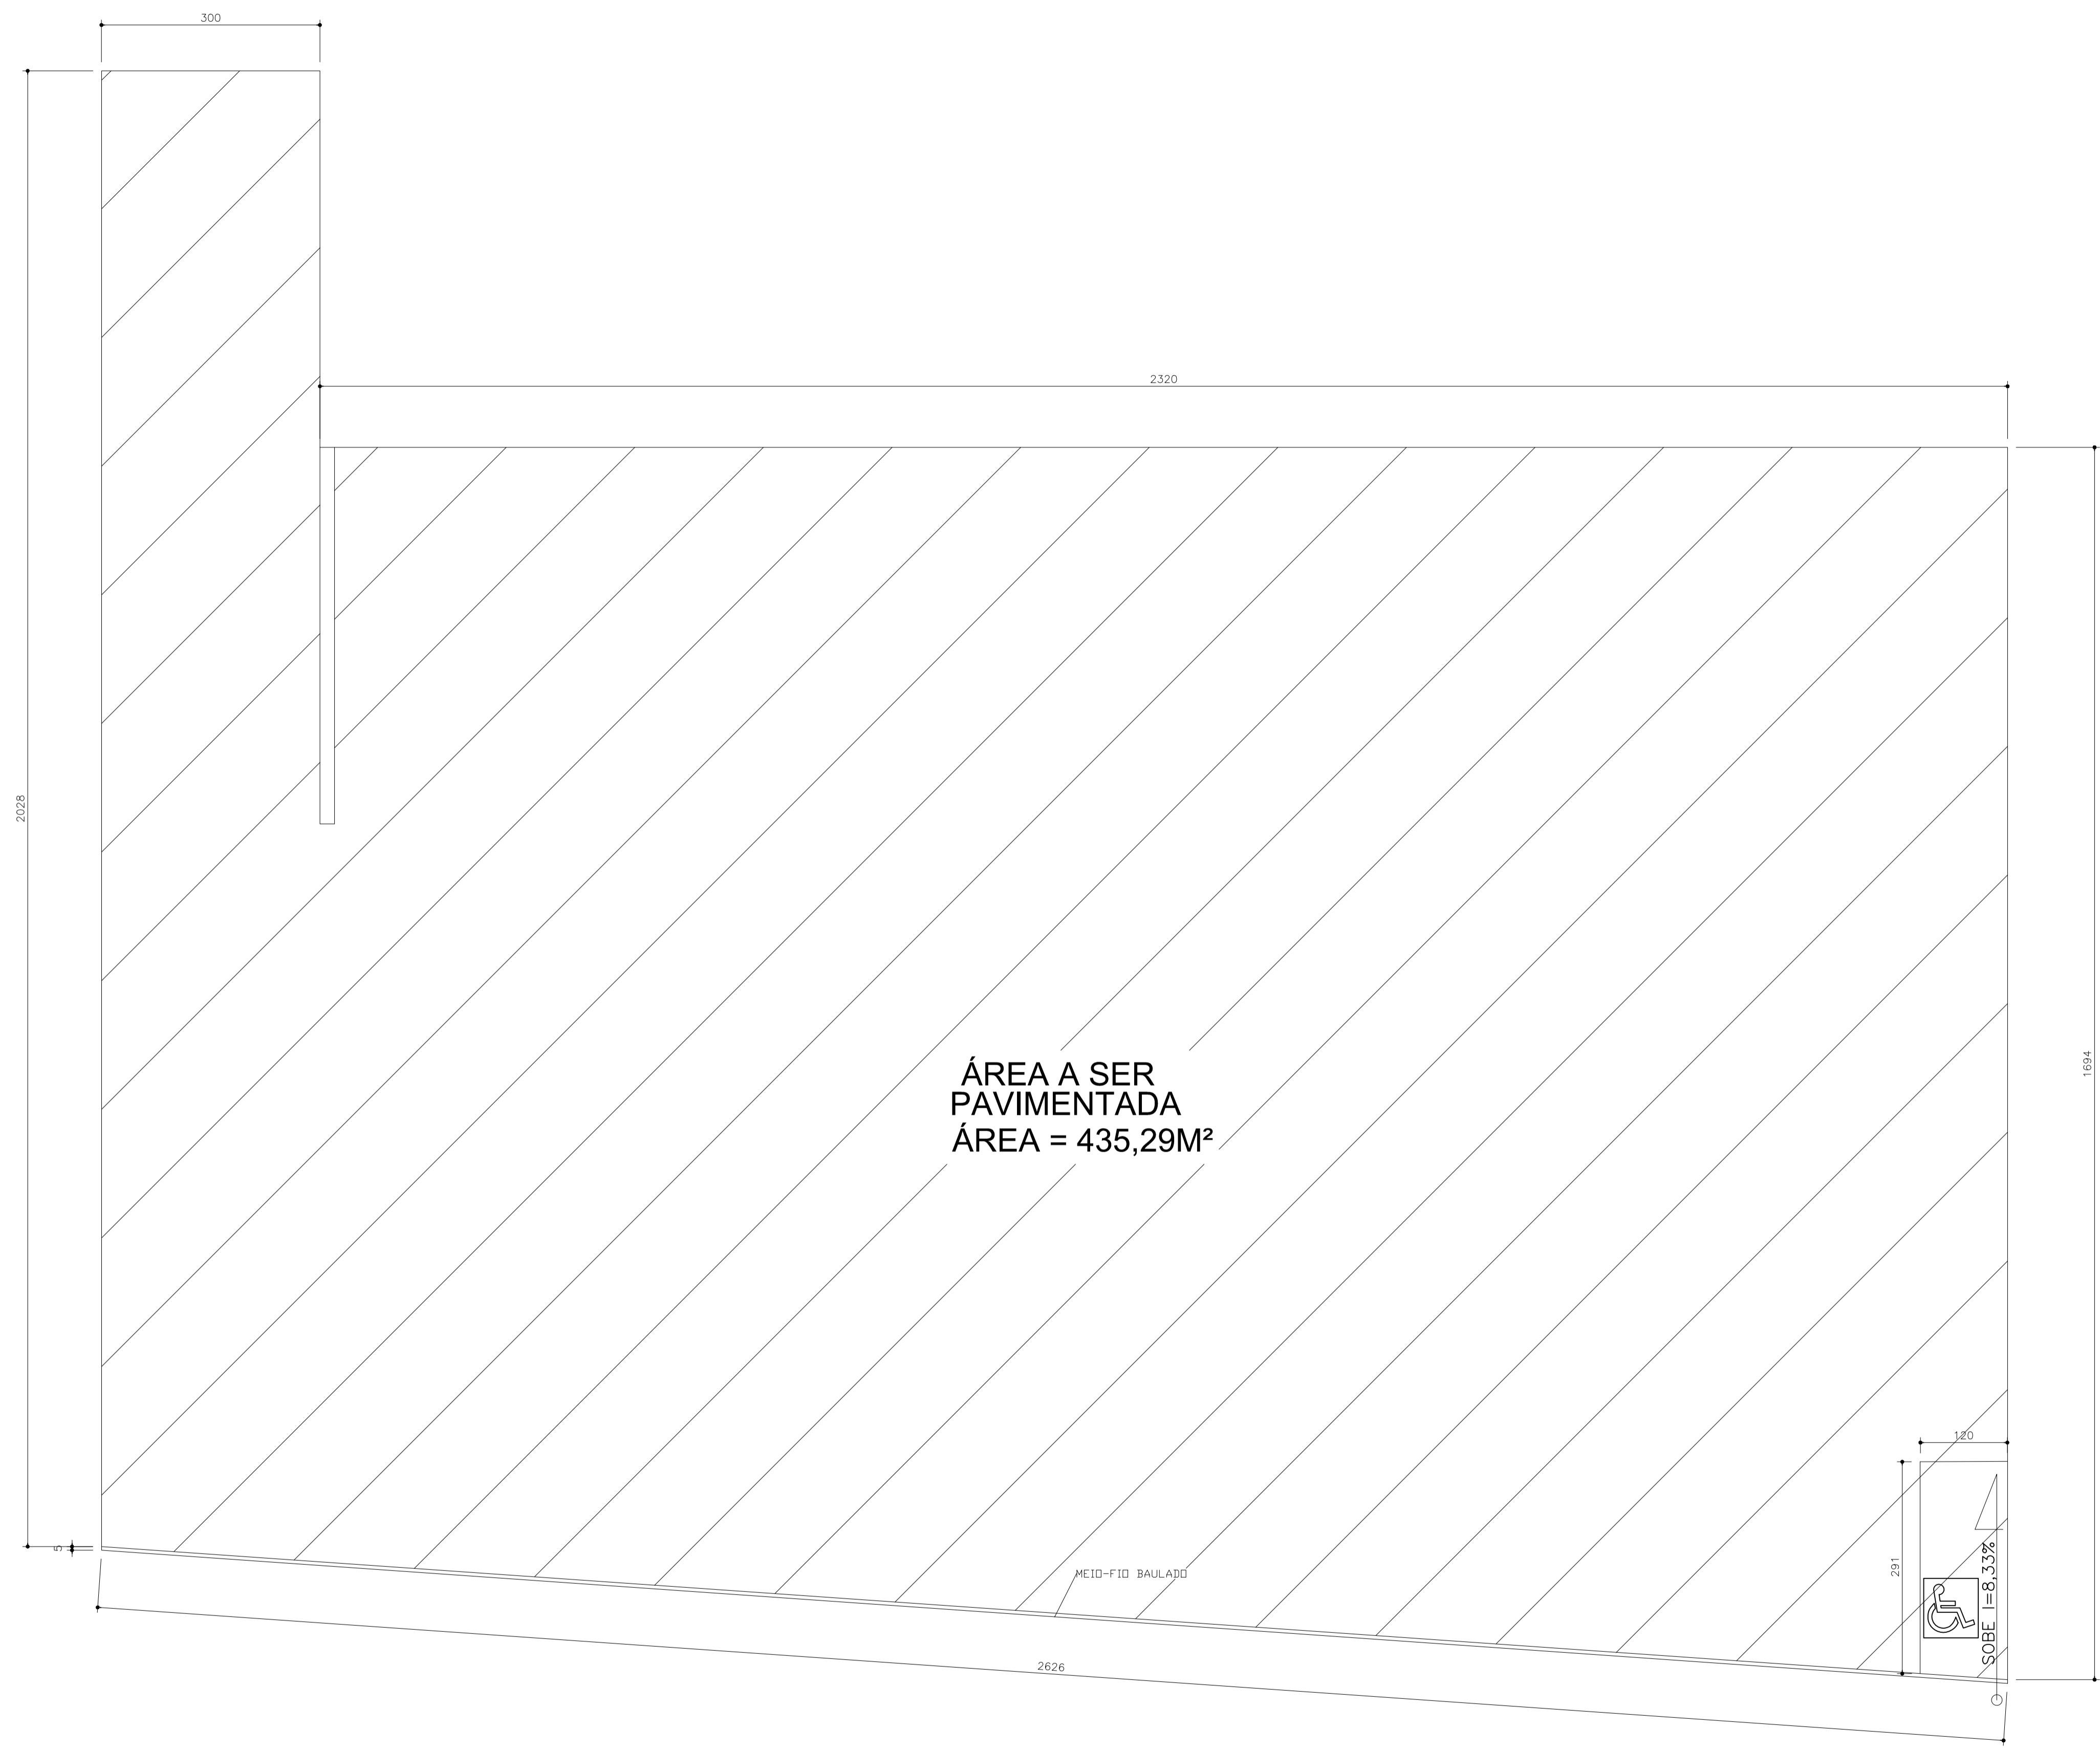 300
2320
2028
1694
ÁREA A SER
PAVIMENTADA
ÁREA = 435,29M²
120
291
SOBE I=8,33%
5
MEIO-FIO BAULADO
2626